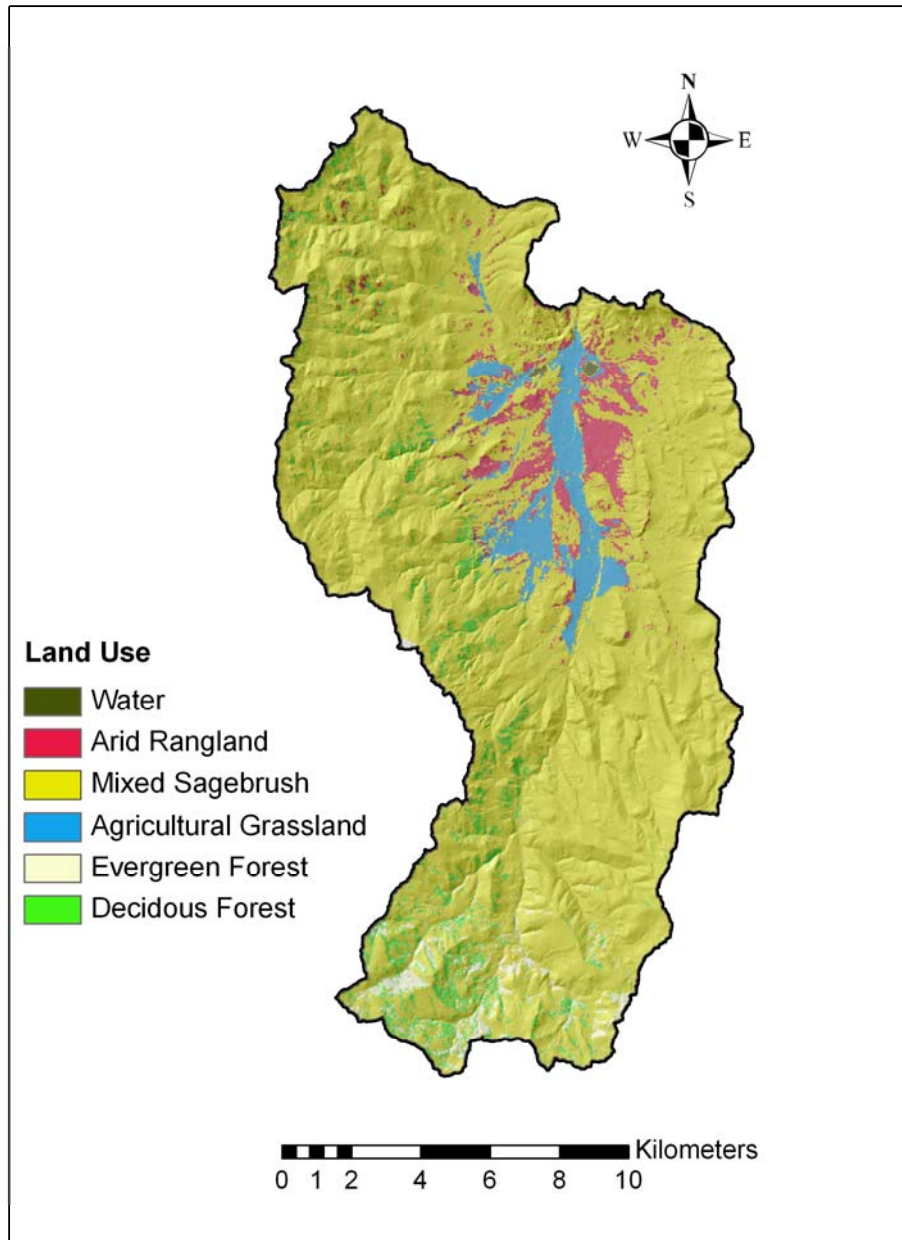 N
W E
S
Land Use
Water
Arid Rangland
Mixed Sagebrush
Agricultural Grassland
Evergreen Forest
Decidous Forest
Kilometers
0 1 2 4 6 8 10